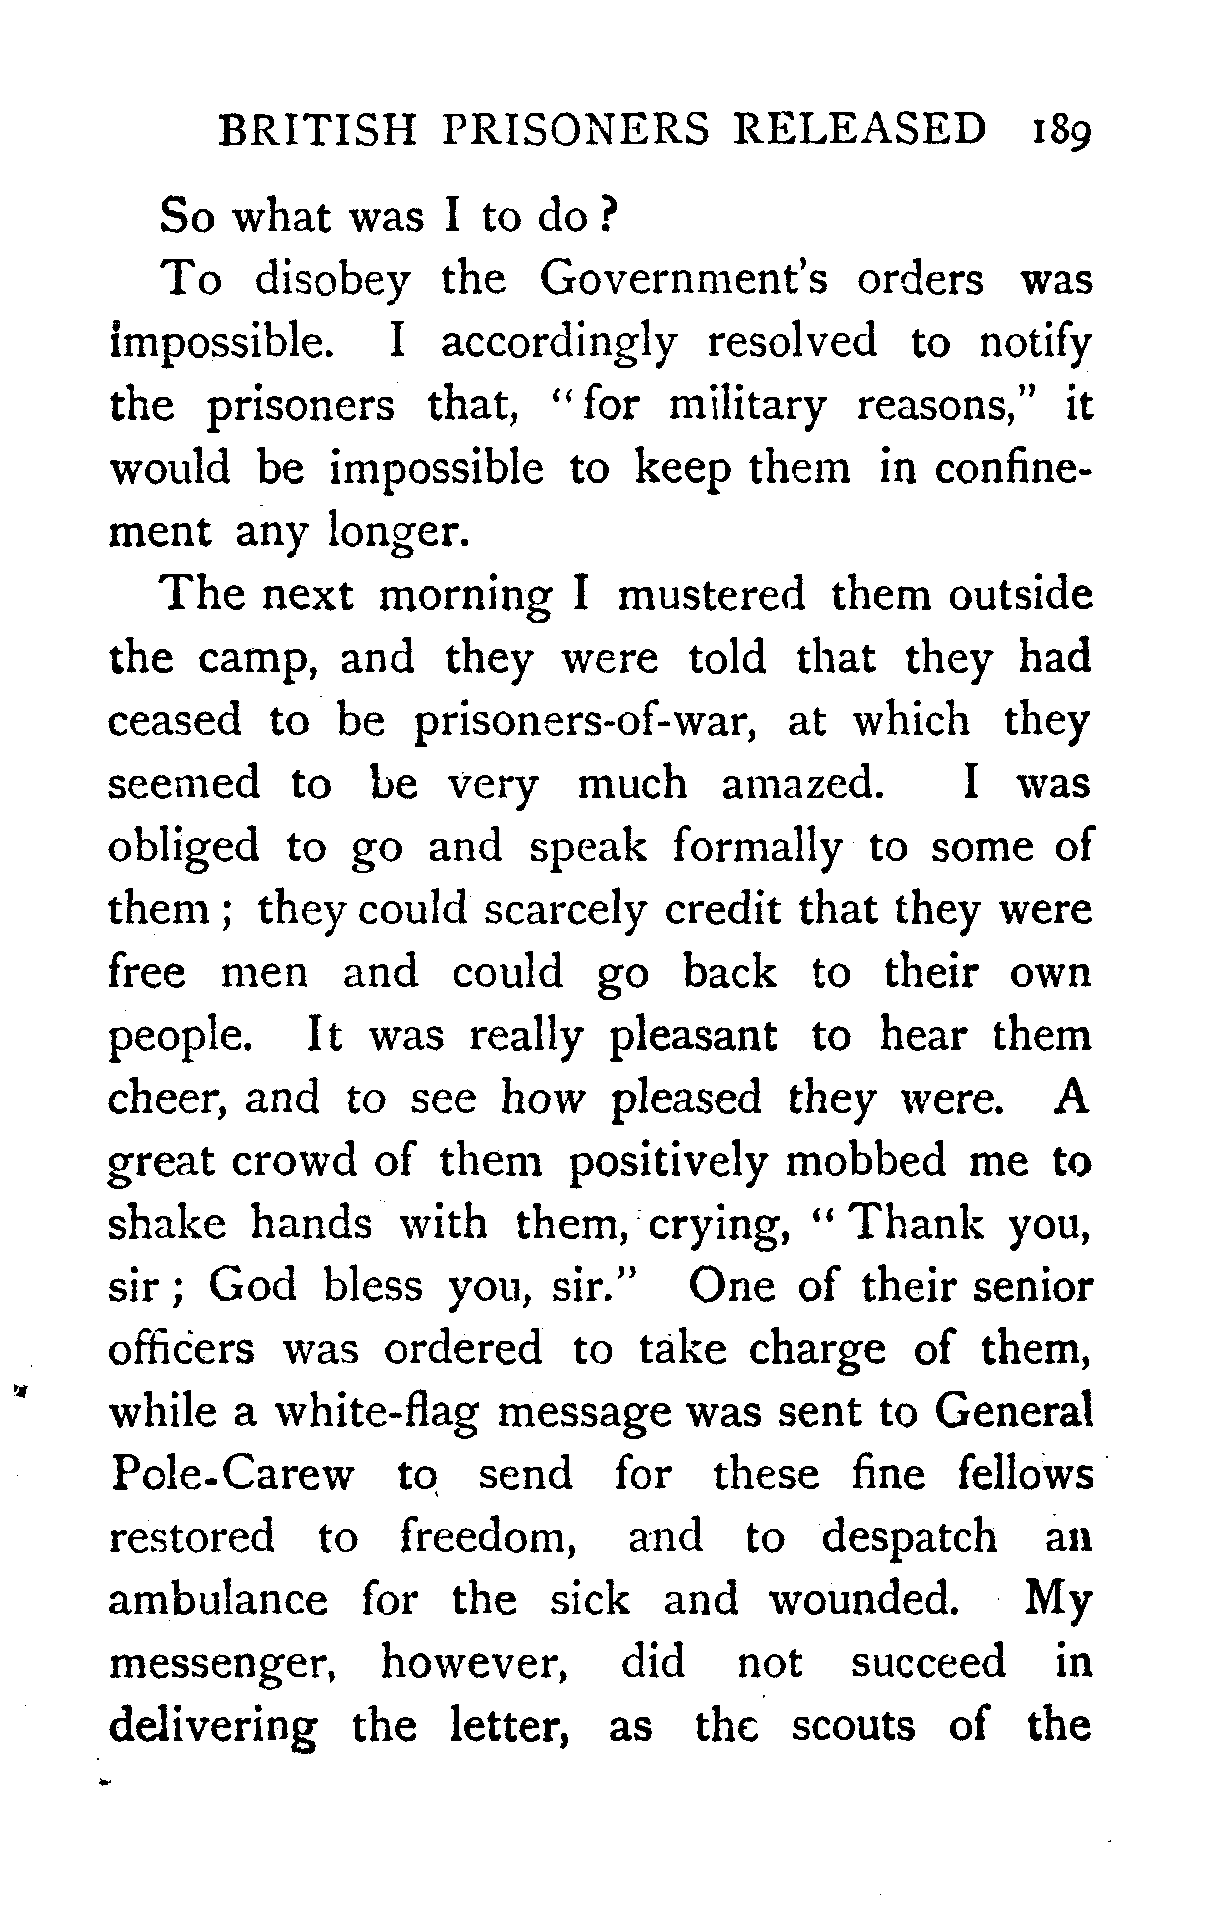 BRITISH PRISONERS RELEASED 189
So what was I to do ?
To disobey the Government's orders was
impossible. I accordingly resolved to notify
the prisoners that, “ for military reasons,” it
would be impossible to keep them in confine-
ment any longer.
The next morning I mustered them outside
the camp, and they were told that they had
ceased to be prisoners-of-war, at which they
seemed to be very much amazed. I was
obliged to go and speak formally to some of
them ; they could scarcely credit that they were
free men and could go back to their own
people. It was really pleasant to hear them
cheer, and to see how pleased they were. A
great crowd of them positively mobbed me to
shake hands with them, crying, “ Thank you,
sir ; God bless you, sir.” One of their senior
officers was ordered to take charge of them,
while a white-flag message was sent to General
Pole-Carew to send for these fine fellows
restored to freedom, and to despatch an
ambulance for the sick and wounded. My
messenger, however, did not succeed in
delivering the letter, as the scouts of the